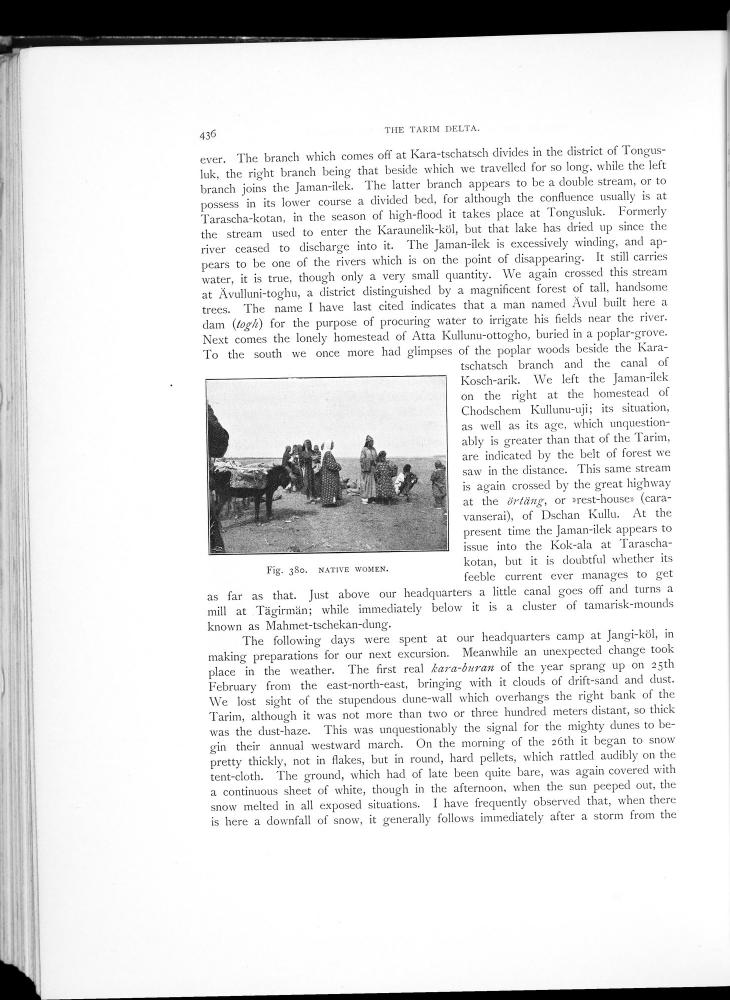 436
THE TARIM DELTA.
ever. The branch which comes off at Kara-tschatsch divides in the district of Tongus-
luk, the right branch being that beside which we travelled for so long, while the left
branch joins the Jaman-ilek. The latter branch appears to be a double stream, or to
possess in its lower course a divided bed, for although the confluence usually is at
Tarascha-kotan, in the season of high-flood it takes place at Tongusluk. Formerly
the stream used to enter the Karaunelik-köl, but that lake has dried up since the
river ceased to discharge into it. The Jaman-ilek is excessively winding, and ap-
pears to be one of the rivers which is on the point of disappearing. It still carries
water, it is true, though only a very small quantity. We again crossed this stream
at Ävulluni-toghu, a district distinguished by a magnificent forest of tall, handsome
trees. The name I have last cited indicates that a man named Ävul built here a
dam (togh) for the purpose of procuring water to irrigate his fields near the river.
Next comes the lonely homestead of Atta Kullunu-ottogho, buried in a poplar-grove.
To the south we once more had glimpses of the poplar woods beside the Kara-
tschatsch branch and the canal of
Kosch-arik. We left the Jaman-ilek
on the right at the homestead of
Chodschem Kullunu-uji; its situation,
as well as its age, which unquestion-
ably is greater than that of the Tarim,
are indicated by the belt of forest we
saw in the distance. This same stream
is again crossed by the great highway
at the örtäng, or »rest-house» (cara-
vanserai), of Dschan Kullu. At the
present time the Jaman-ilek appears to
issue into the Kok-ala at Tarascha-
kotan, but it is doubtful whether its
feeble current ever manages to get
Fig. 380. NATIVE WOMEN.
as far as that. Just above our headquarters a little canal goes off and turns a
mill at Tägirmän; while immediately below it is a cluster of tamarisk-mounds
known as Mahmet-tschekan-dung.
The following days were spent at our headquarters camp at Jangi-köl, in
making preparations for our next excursion. Meanwhile an unexpected change took
place in the weather. The first real kara-buran of the year sprang up on 25th
February from the east-north-east, bringing with it clouds of drift-sand and dust.
We lost sight of the stupendous dune-wall which overhangs the right bank of the
Tarim, although it was not more than two or three hundred meters distant, so thick
was the dust-haze. This was unquestionably the signal for the mighty dunes to be-
gin their annual westward march. On the morning of the 26th it began to snow
pretty thickly, not in flakes, but in round, hard pellets, which rattled audibly on the
tent-cloth. The ground, which had of late been quite bare, was again covered with
a continuous sheet of white, though in the afternoon, when the sun peeped out, the
snow melted in all exposed situations. I have frequently observed that, when there
is here a downfall of snow, it generally follows immediately after a storm from the